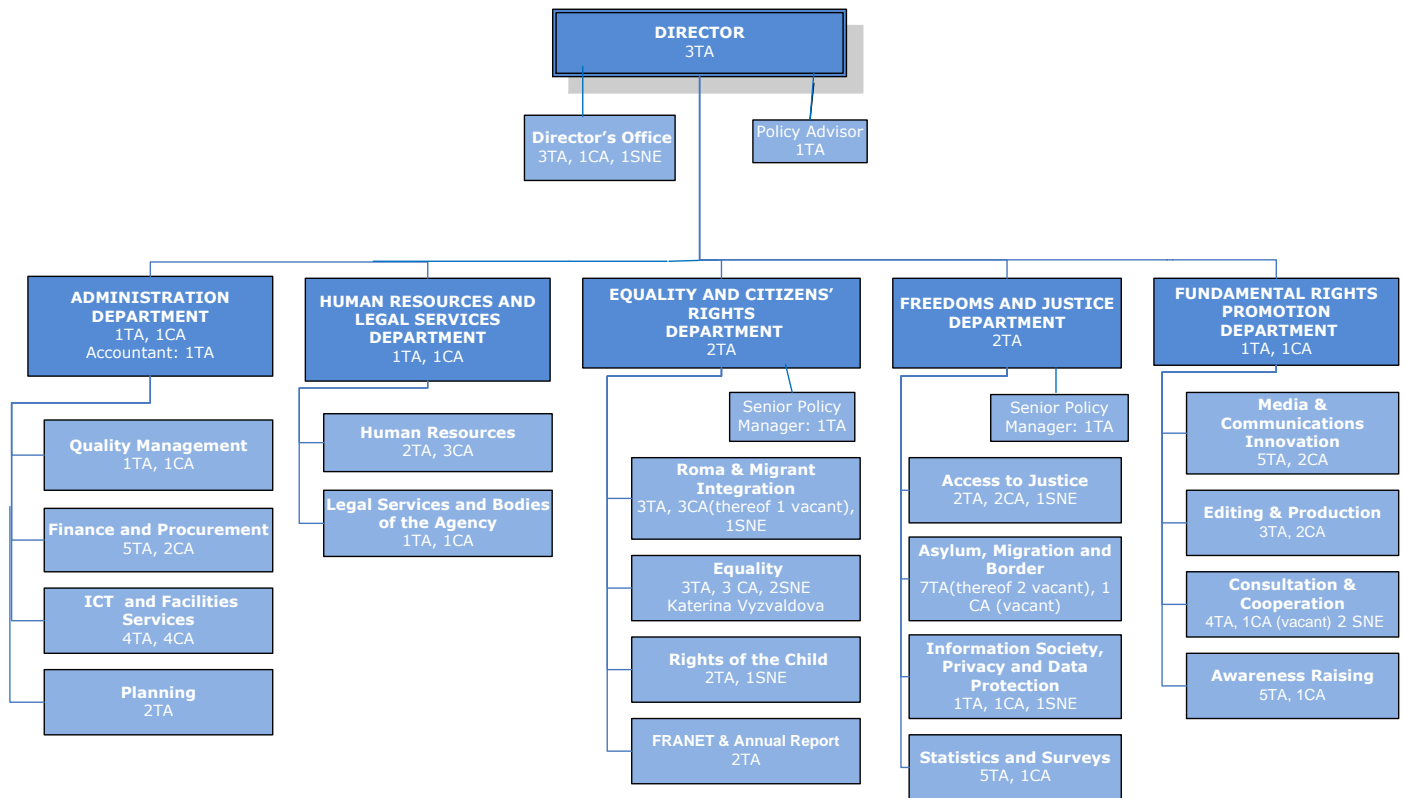 DIRECTOR
3TA
Director's Office
3TA, 1CA, 1SNE
Policy Advisor
1TA
ADMINISTRATION
DEPARTMENT
1TA, 1CA
Accountant: 1TA
Quality Management
1TA, 1CA
Finance and Procurement
5TA, 2CA
ICT and Facilities
Services
4TA, 4CA
Planning
2TA
HUMAN RESOURCES AND
LEGAL SERVICES
DEPARTMENT
1TA, 1CA
Human Resources
2TA, 3CA
Legal Services and Bodies
of the Agency
1TA, 1CA
EQUALITY AND CITIZENS’
RIGHTS
DEPARTMENT
2TA
Senior Policy
Manager: 1TA
Roma & Migrant
Integration
3TA, 3CA(thereof 1 vacant),
1SNE
Equality
3TA, 3 CA, 2SNE
Katerina Vyzvaldova
Rights of the Child
2TA, 1SNE
FRANET & Annual Report
2TA
FREEDOMS AND JUSTICE
DEPARTMENT
2TA
Senior Policy
Manager: 1TA
Access to Justice
2TA, 2CA, 1SNE
Asylum, Migration and
Border
7TA(thereof 2 vacant), 1
CA (vacant)
Information Society,
Privacy and Data
Protection
1TA, 1CA, 1SNE
Statistics and Surveys
5TA, 1CA
FUNDAMENTAL RIGHTS
PROMOTION
DEPARTMENT
1TA, 1CA
Media &
Communications
Innovation
5TA, 2CA
Editing & Production
3TA, 2CA
Consultation &
Cooperation
4TA, 1CA (vacant) 2 SNE
Awareness Raising
5TA, 1CA